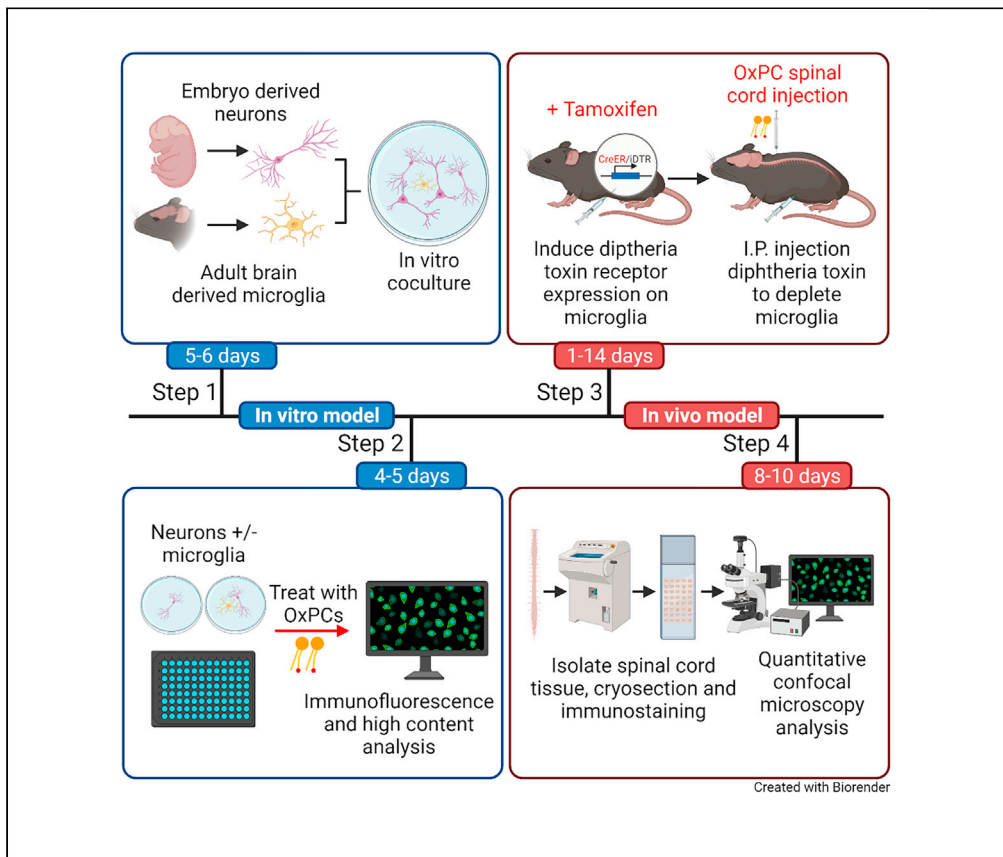 Embryo derived
neurons
Adult brain
derived microglia
In vitro
coculture
5-6 days
Step 1
+ Tamoxifen
CreER/iDTR
Induce diptheria
toxin receptor
expression on
microglia
OxPC spinal
cord injection
I.P. injection
diphtheria toxin
to deplete
microglia
1-14 days
Step 3
In vitro model
In vivo model
Step 2
4-5 days
Step 4
8-10 days
Neurons +/-
microglia
Treat with
OxPCs
Immunofluorescence
and high content
analysis
Isolate spinal cord
tissue, cryosection and
immunostaining
Quantitative
confocal
microscopy
analysis
Created with Biorender